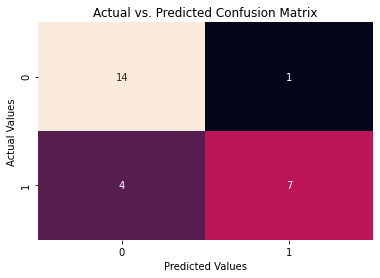 Actual vs. Predicted Confusion Matrix
Actual Values
0
14
1
1
4
7
0
1
Predicted Values